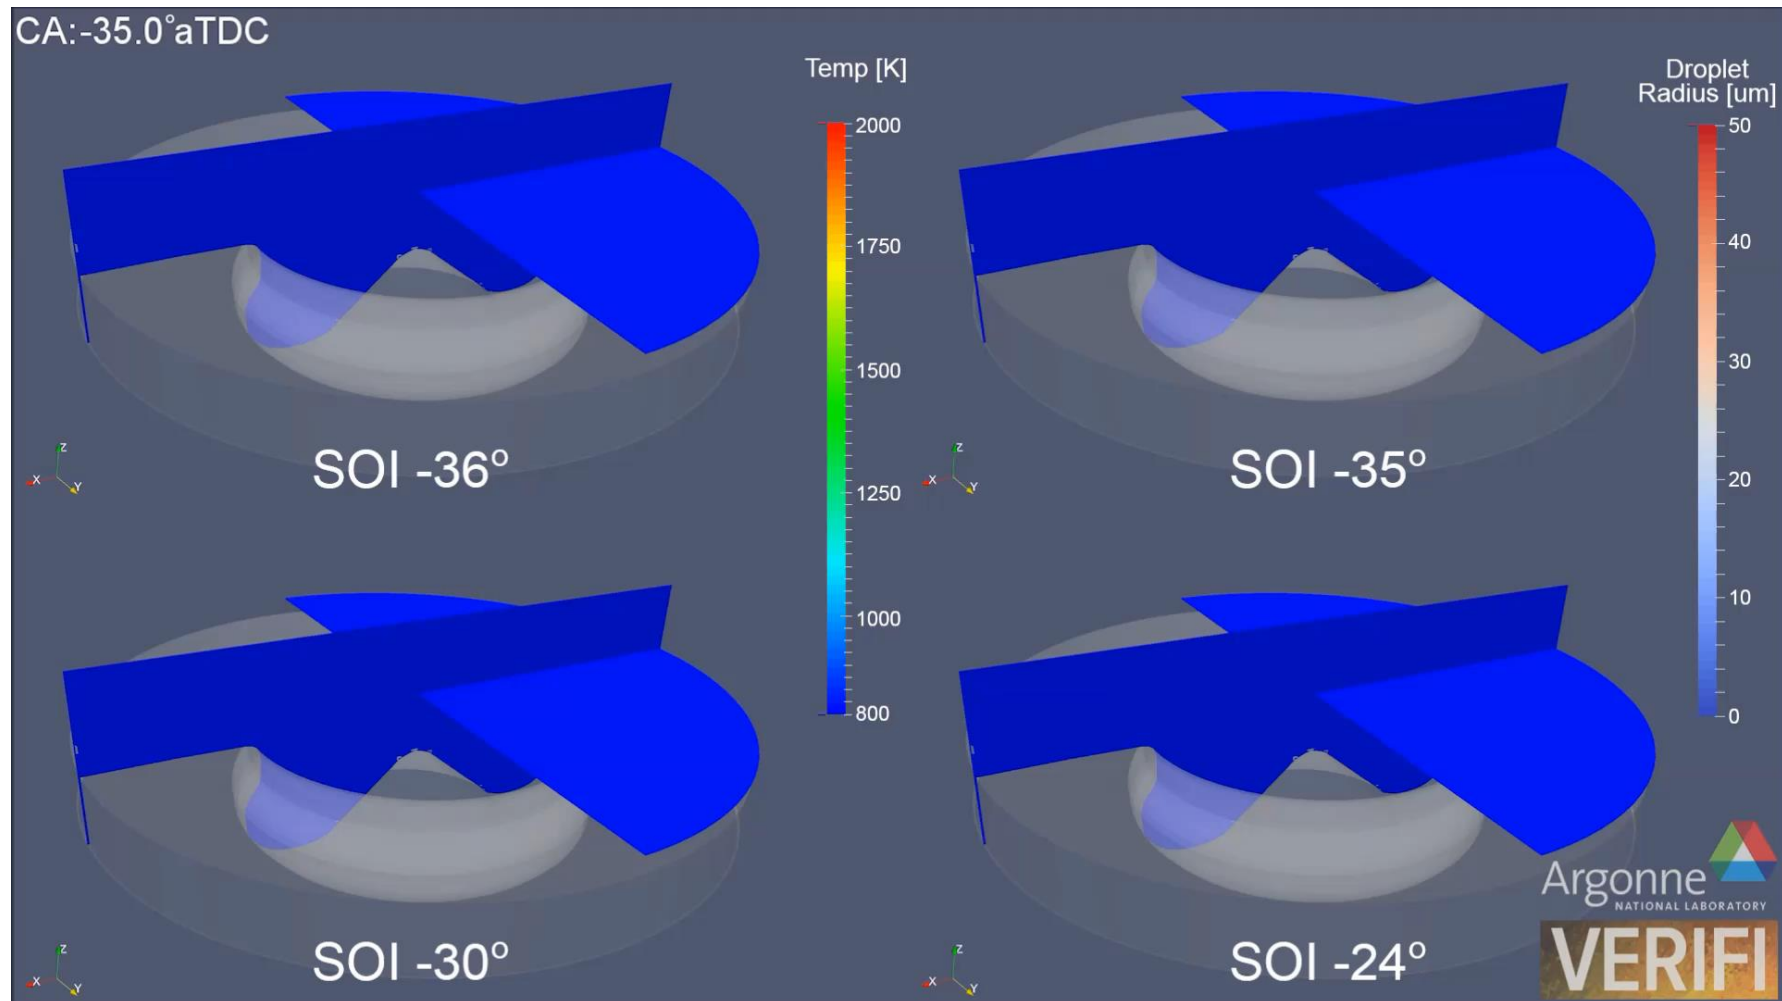 CA:-35.0°aTDC
Temp [K]
2000
1750
1500
1250
1000
800
Droplet
Radius [um]
50
40
30
20
10
0
Z
X
Y
SOI -36°
Z
X
Y
SOI -35°
Z
X
Y
SOI -30°
Z
X
Y
SOI -24°
Argonne
NATIONAL LABORATORY
VERIFI